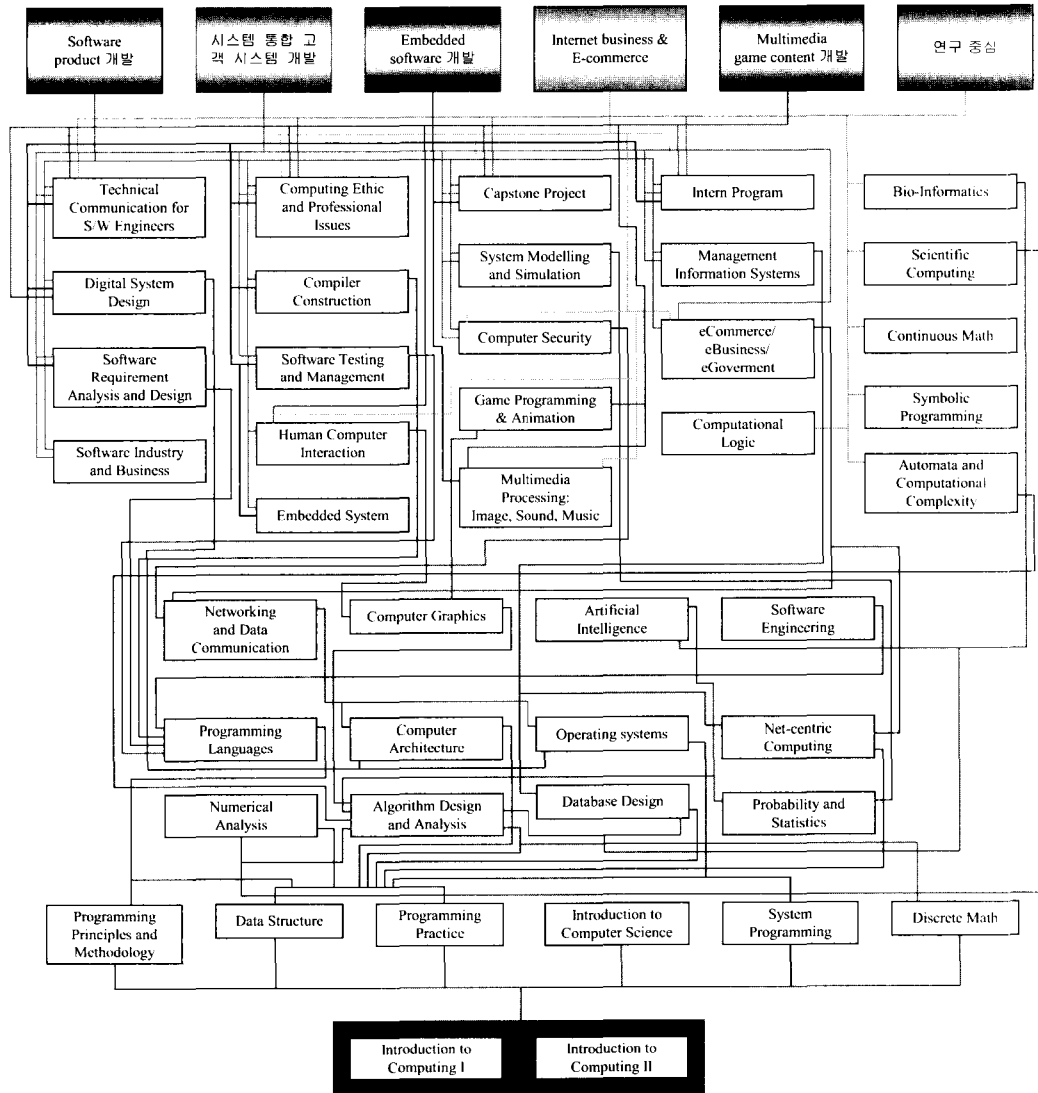 Software
product 개발
시스템 통합 고
객 시스템 개발
Embedded
software 개발
Internet business &
E-commerce
Multimedia
game content 개발
연구 중심
Technical
Communication for
S/W Engineers
Computing Ethic
and Professional
Issues
Capstone Project
Intern Program
Bio-Informatics
Digital System
Design
Compiler
Construction
System Modelling
and Simulation
Management
Information Systems
Scientific
Computing
Software
Requirement
Analysis and Design
Software Testing
and Management
Computer Security
eCommerce/
eBusiness/
eGoverment
Continuous Math
Software Industry
and Business
Human Computer
Interaction
Game Programming
& Animation
Computational
Logic
Symbolic
Programming
Embedded System
Multimedia
Processing:
Image, Sound, Music
Automata and
Computational
Complexity
Networking
and Data
Communication
Computer Graphics
Artificial
Intelligence
Software
Engineering
Programming
Languages
Computer
Architecture
Operating systems
Net-centric
Computing
Numerical
Analysis
Algorithm Design
and Analysis
Database Design
Probability and
Statistics
Programming
Principles and
Methodology
Data Structure
Programming
Practice
Introduction to
Computer Science
System
Programming
Discrete Math
Introduction to
Computing I
Introduction to
Computing II